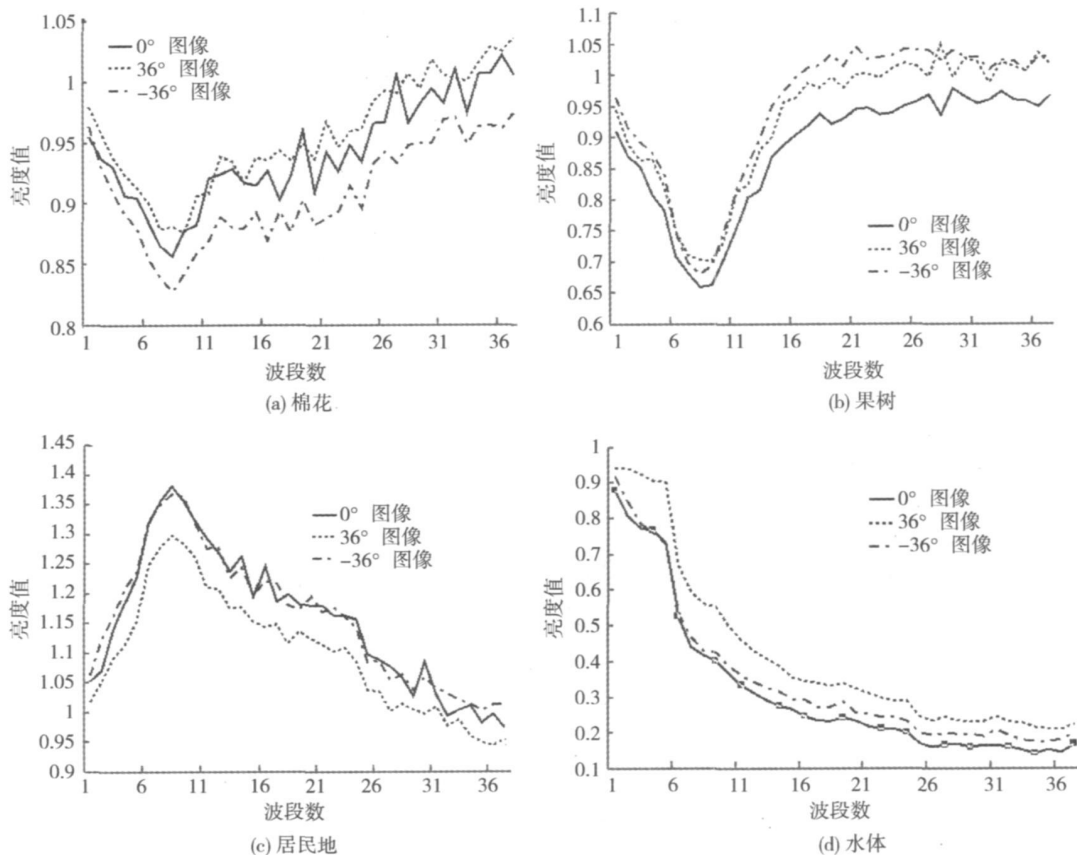 1.05
1
0.95
0.9
0.85
0.8
亮度值
0° 图像
36° 图像
-36° 图像
1 6 11 16 21 26 31 36
波段数
(a) 棉花
1.1
1.05
1
0.95
0.9
0.85
0.8
0.75
0.7
0.65
0.6
亮度值
0° 图像
36° 图像
-36° 图像
1 6 11 16 21 26 31 36
波段数
(b) 果树
1.45
1.4
1.35
1.3
1.25
1.2
1.15
1.1
1.05
1
0.95
0.9
亮度值
0° 图像
36° 图像
-36° 图像
1 6 11 16 21 26 31 36
波段数
(c) 居民地
1
0.9
0.8
0.7
0.6
0.5
0.4
0.3
0.2
0.1
亮度值
0° 图像
36° 图像
-36° 图像
1 6 11 16 21 26 31 36
波段数
(d) 水体